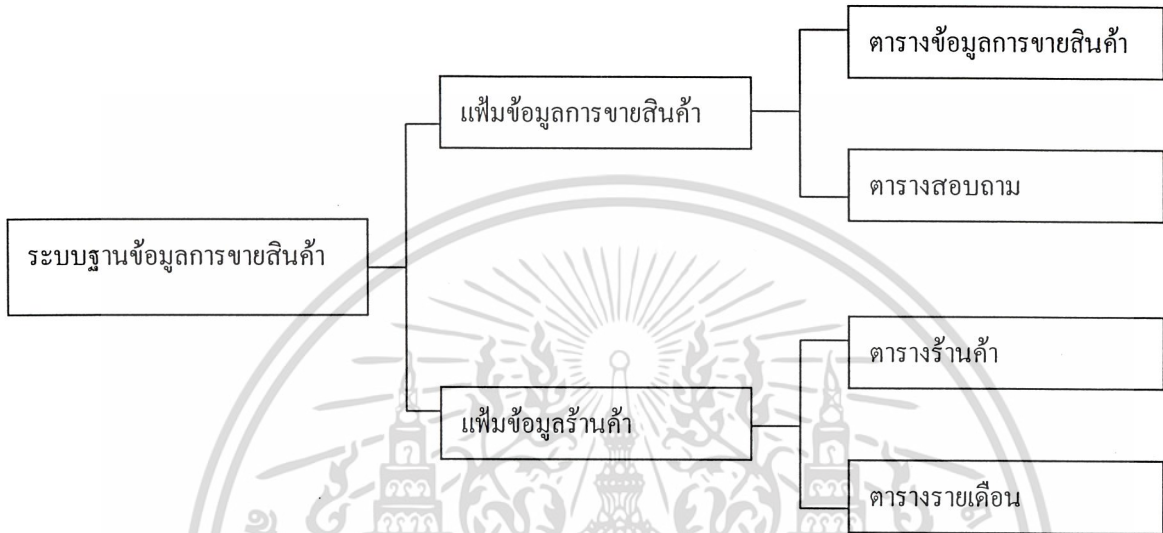 ตารางข้อมูลการขายสินค้า
แฟ้มข้อมูลการขายสินค้า
ตารางสอบถาม
ระบบฐานข้อมูลการขายสินค้า
ตารางร้านค้า
แฟ้มข้อมูลร้านค้า
ตารางรายเดือน